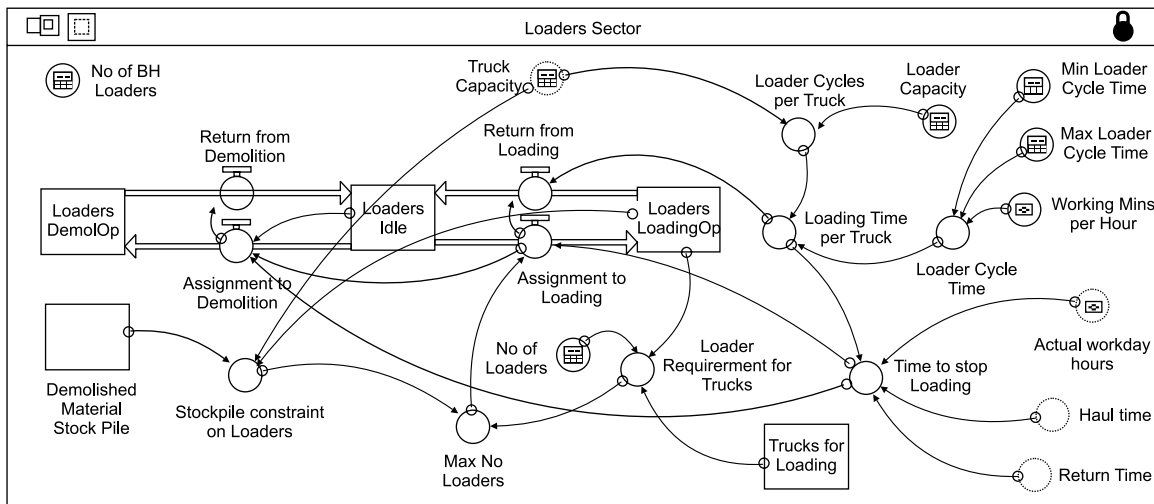 Loaders Sector
No of BH
Loaders
Truck
Capacity
Loader Cycles
per Truck
Loader
Capacity
Min Loader
Cycle Time
Max Loader
Cycle Time
Return from
Demolition
Return from
Loading
Loaders
DemolOp
Loaders
Idle
Loaders
LoadingOp
Loading Time
per Truck
Working Mins
per Hour
Assignment to
Demolition
Assignment to
Loading
Loader Cycle
Time
No of
Loaders
Loader
Requirrement for
Trucks
Time to stop
Loading
Actual workday
hours
Demolished
Material
Stock Pile
Stockpile constraint
on Loaders
Max No
Loaders
Trucks for
Loading
Haul time
Return Time